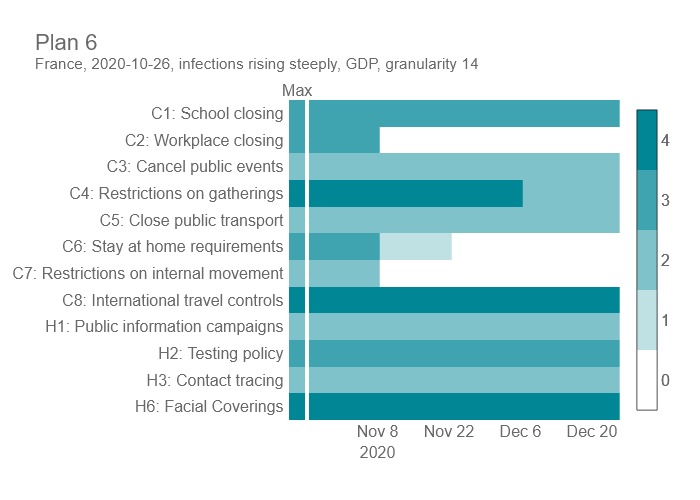 Plan 6
France, 2020-10-26, infections rising steeply, GDP, granularity 14
Max
C1: School closing
C2: Workplace closing
C3: Cancel public events
C4: Restrictions on gatherings
C5: Close public transport
C6: Stay at home requirements
C7: Restrictions on internal movement
C8: International travel controls
H1: Public information campaigns
H2: Testing policy
H3: Contact tracing
H6: Facial Coverings
4
3
2
1
0
Nov 8 Nov 22 Dec 6 Dec 20
2020